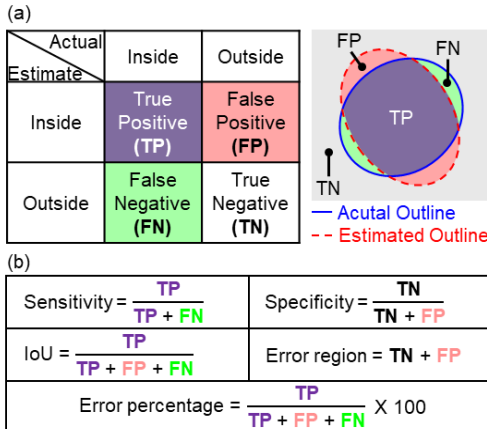 (a)
Actual
Estimate
Inside
Outside
Inside
True
Positive
(TP)
False
Positive
(FP)
Outside
False
Negative
(FN)
True
Negative
(TN)
FP
FN
TP
TN
Acutal Outline
Estimated Outline
(b)
Sensitivity = TP / TP + FN
Specificity = TN / TN + FP
IoU = TP / TP + FP + FN
Error region = TN + FP
Error percentage = TP / TP + FP + FN X 100